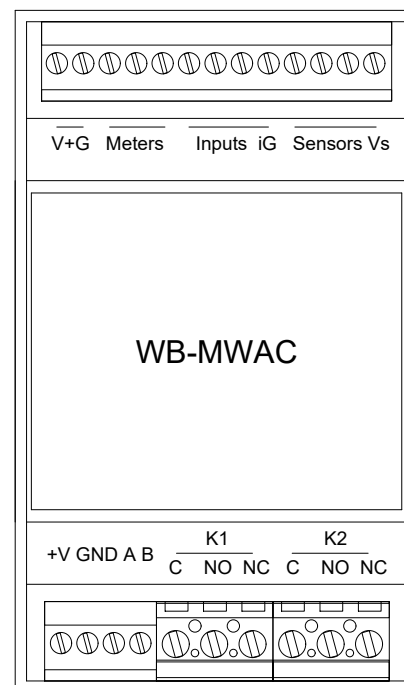 V+G Meters Inputs iG Sensors Vs
WB-MWAC
K1 K2
+V GND A B C NO NC C NO NC